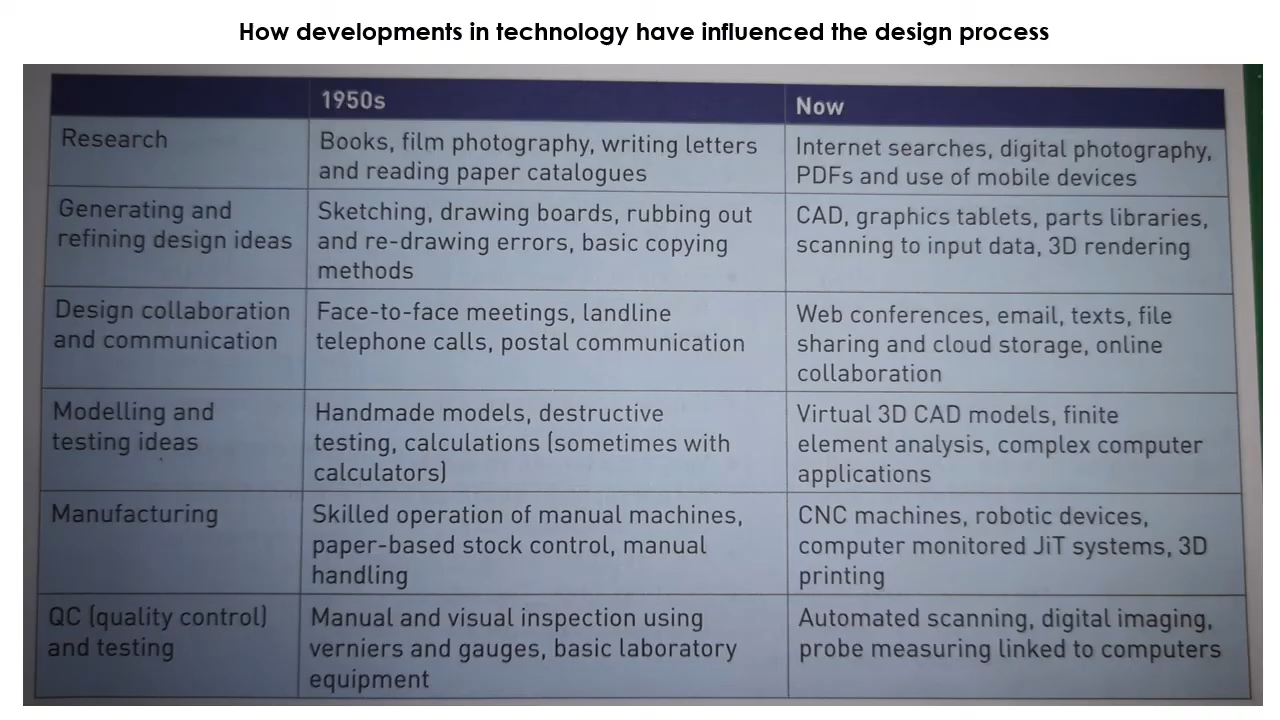 How developments in technology have influenced the design process
1950s
Now
Research
Books, film photography, writing letters
and reading paper catalogues
Internet searches, digital photography,
PDFs and use of mobile devices
Generating and
refining design ideas
Sketching, drawing boards, rubbing out
and re-drawing errors, basic copying
methods
CAD, graphics tablets, parts libraries,
scanning to input data, 3D rendering
Design collaboration
and communication
Face-to-face meetings, landline
telephone calls, postal communication
Web conferences, email, texts, file
sharing and cloud storage, online
collaboration
Modelling and
testing ideas
Handmade models, destructive
testing, calculations (sometimes with
calculators)
Virtual 3D CAD models, finite
element analysis, complex computer
applications
Manufacturing
Skilled operation of manual machines,
paper-based stock control, manual
handling
CNC machines, robotic devices,
computer monitored JiT systems, 3D
printing
QC (quality control)
and testing
Manual and visual inspection using
verniers and gauges, basic laboratory
equipment
Automated scanning, digital imaging,
probe measuring linked to computers